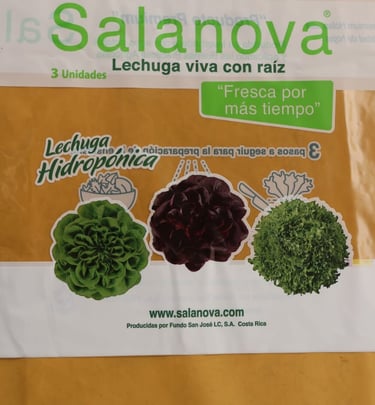 Salanova®
Lechuga viva con raíz
3 Unidades
"Fresca por
más tiempo"
Lechuga
Hidropónica
3 pasos a seguir para la preparación
www.salanova.com
Producidas por Fundo San José LC, S.A. Costa Rica